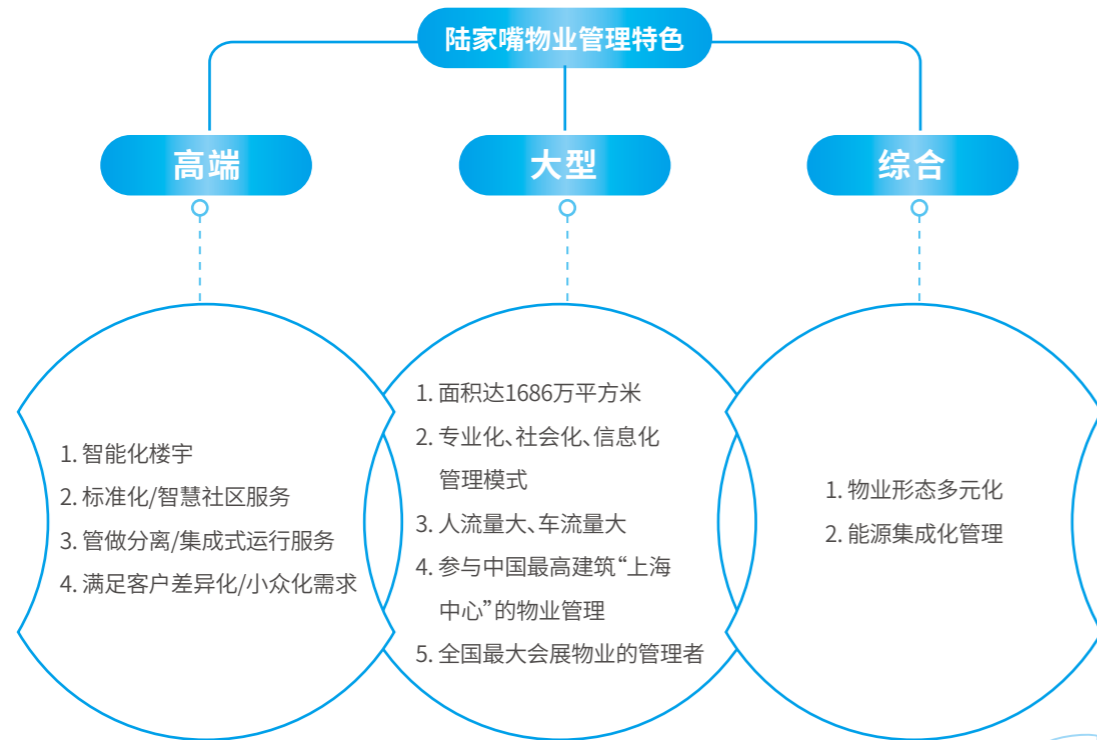 陆家嘴物业管理特色
高端
大型
综合
1. 智能化楼宇
2. 标准化/智慧社区服务
3. 管做分离/集成式运行服务
4. 满足客户差异化/小众化需求
1. 面积达1686万平方米
2. 专业化、社会化、信息化
管理模式
3. 人流量大、车流量大
4. 参与中国最高建筑“上海
中心”的物业管理
5. 全国最大会展物业的管理者
1. 物业形态多元化
2. 能源集成化管理